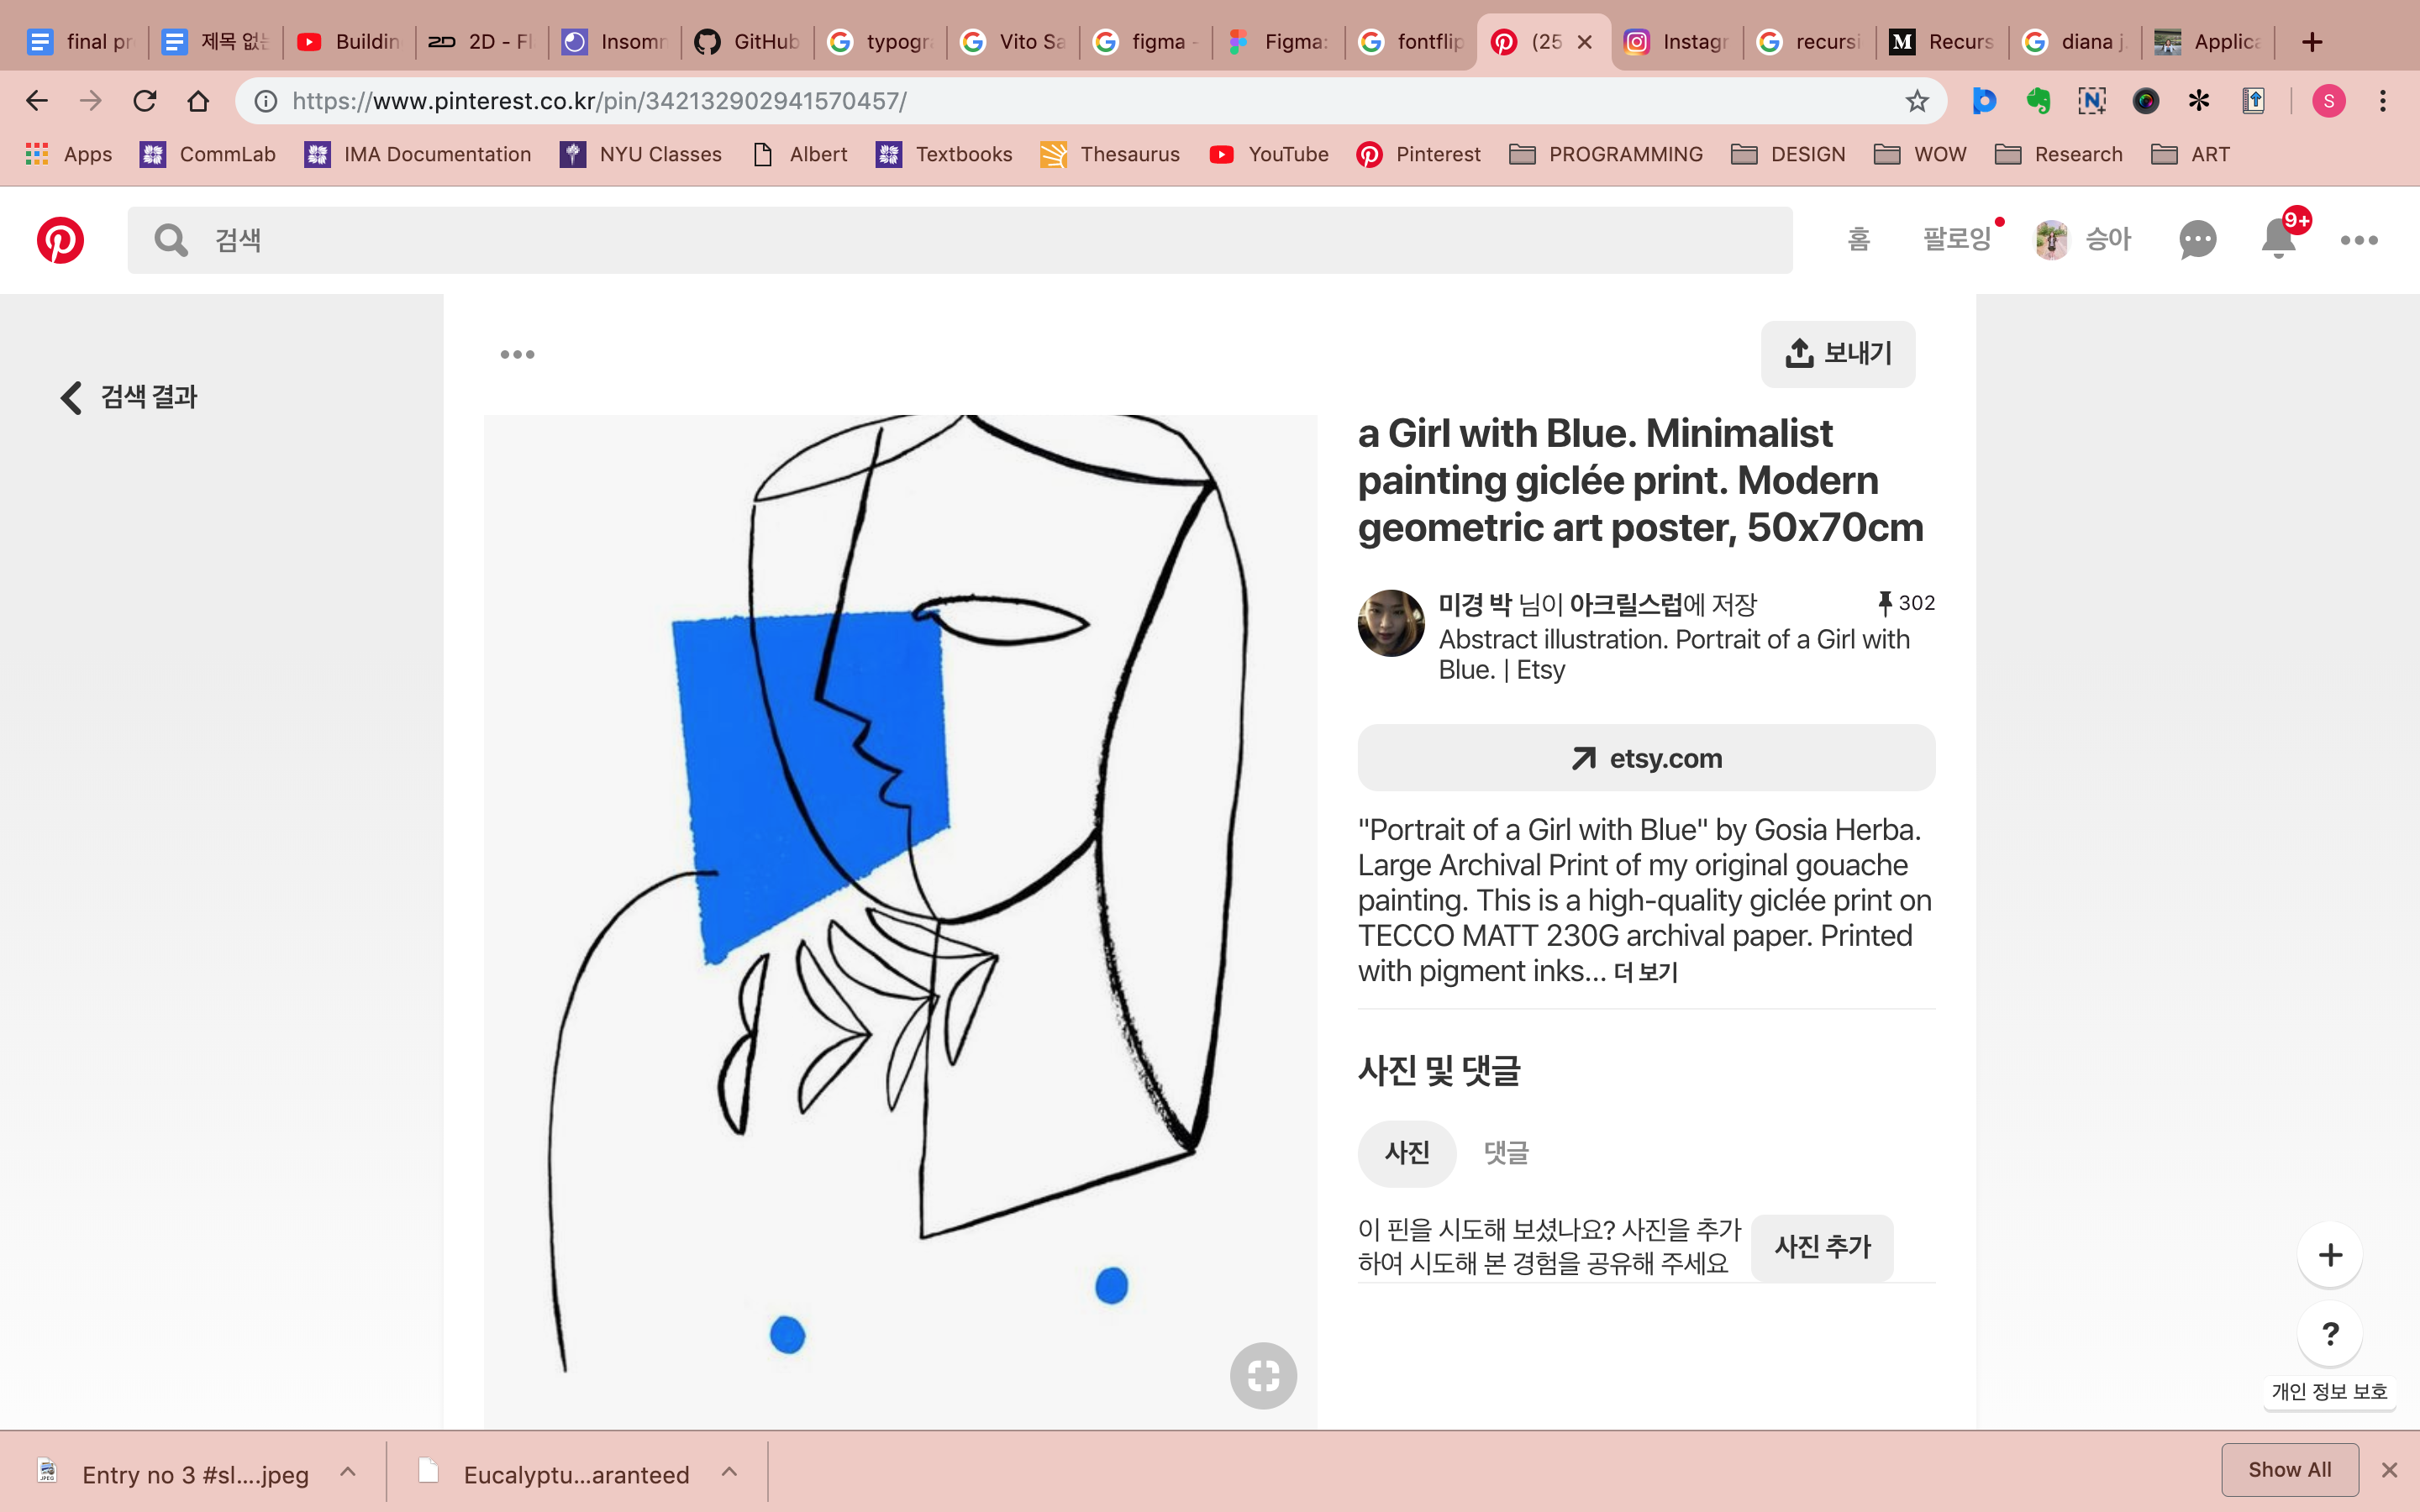 final pr
제목 없는
Buildin
2D - Fl
Insomn
GitHub
typogr
Vito Sa
figma -
Figma:
fontflip
(25
Instagr
recursi
Recurs
diana j
Applica
https://www.pinterest.co.kr/pin/342132902941570457/
S
Apps
CommLab
IMA Documentation
NYU Classes
Albert
Textbooks
Thesaurus
YouTube
Pinterest
PROGRAMMING
DESIGN
WOW
Research
ART
검색
홈
팔로잉
승아
9+
검색 결과
보내기
a Girl with Blue. Minimalist
painting giclée print. Modern
geometric art poster, 50x70cm
미경 박 님이 아크릴스럽에 저장
302
Abstract illustration. Portrait of a Girl with
Blue. | Etsy
etsy.com
"Portrait of a Girl with Blue" by Gosia Herba.
Large Archival Print of my original gouache
painting. This is a high-quality giclée print on
TECCO MATT 230G archival paper. Printed
with pigment inks... 더 보기
사진 및 댓글
사진
댓글
이 핀을 시도해 보셨나요? 사진을 추가
하여 시도해 본 경험을 공유해 주세요
사진 추가
?
개인 정보 보호
Entry no 3 #sl....jpeg
Eucalyptu...aranteed
Show All